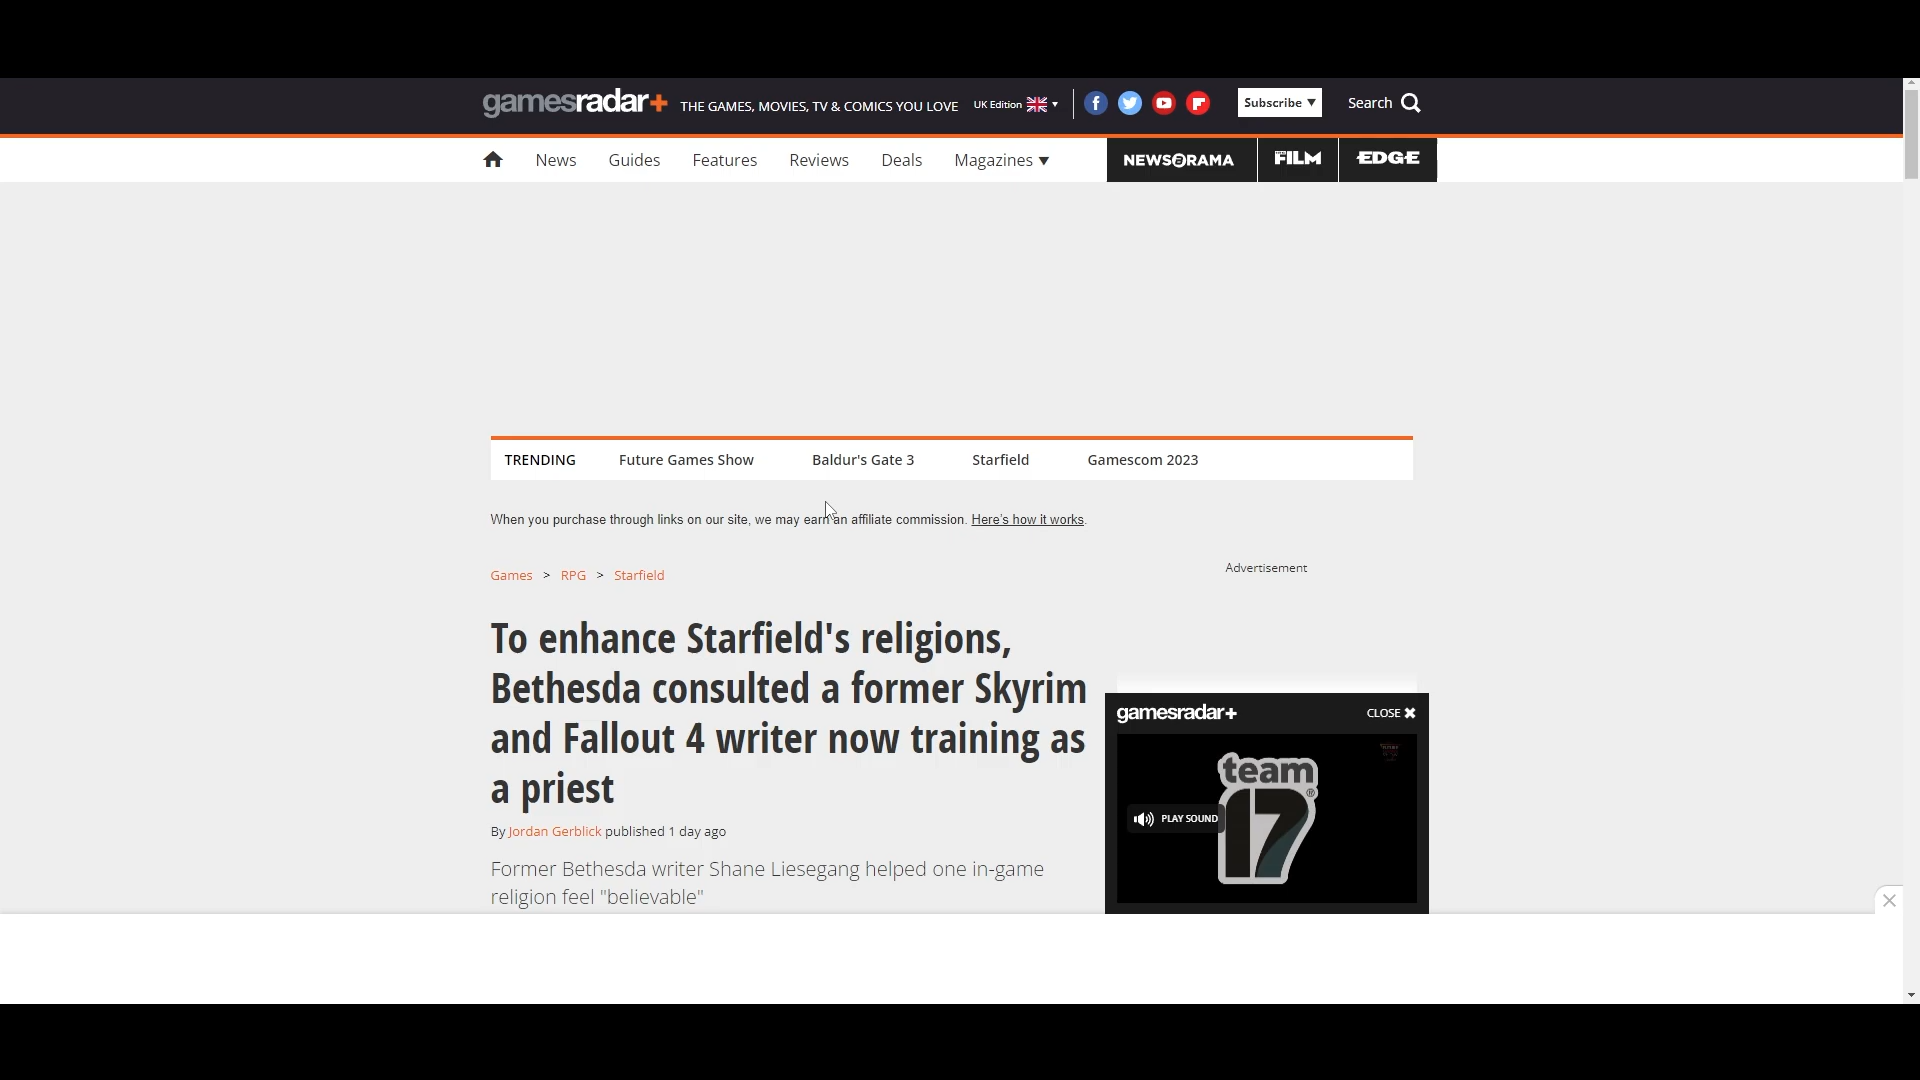 gamesradar+ THE GAMES, MOVIES, TV & COMICS YOU LOVE UK Edition Subscribe ▼ Search
News Guides Features Reviews Deals Magazines ▼ NEWSARAMA FILM EDGE
TRENDING Future Games Show Baldur's Gate 3 Starfield Gamescom 2023
When you purchase through links on our site, we may earn an affiliate commission. Here's how it works.
Games > RPG > Starfield
Advertisement
To enhance Starfield's religions,
Bethesda consulted a former Skyrim
and Fallout 4 writer now training as
a priest
By Jordan Gerblick published 1 day ago
Former Bethesda writer Shane Liesegang helped one in-game
religion feel "believable"
gamesradar+ CLOSE ✖
team
17®
PLAY SOUND